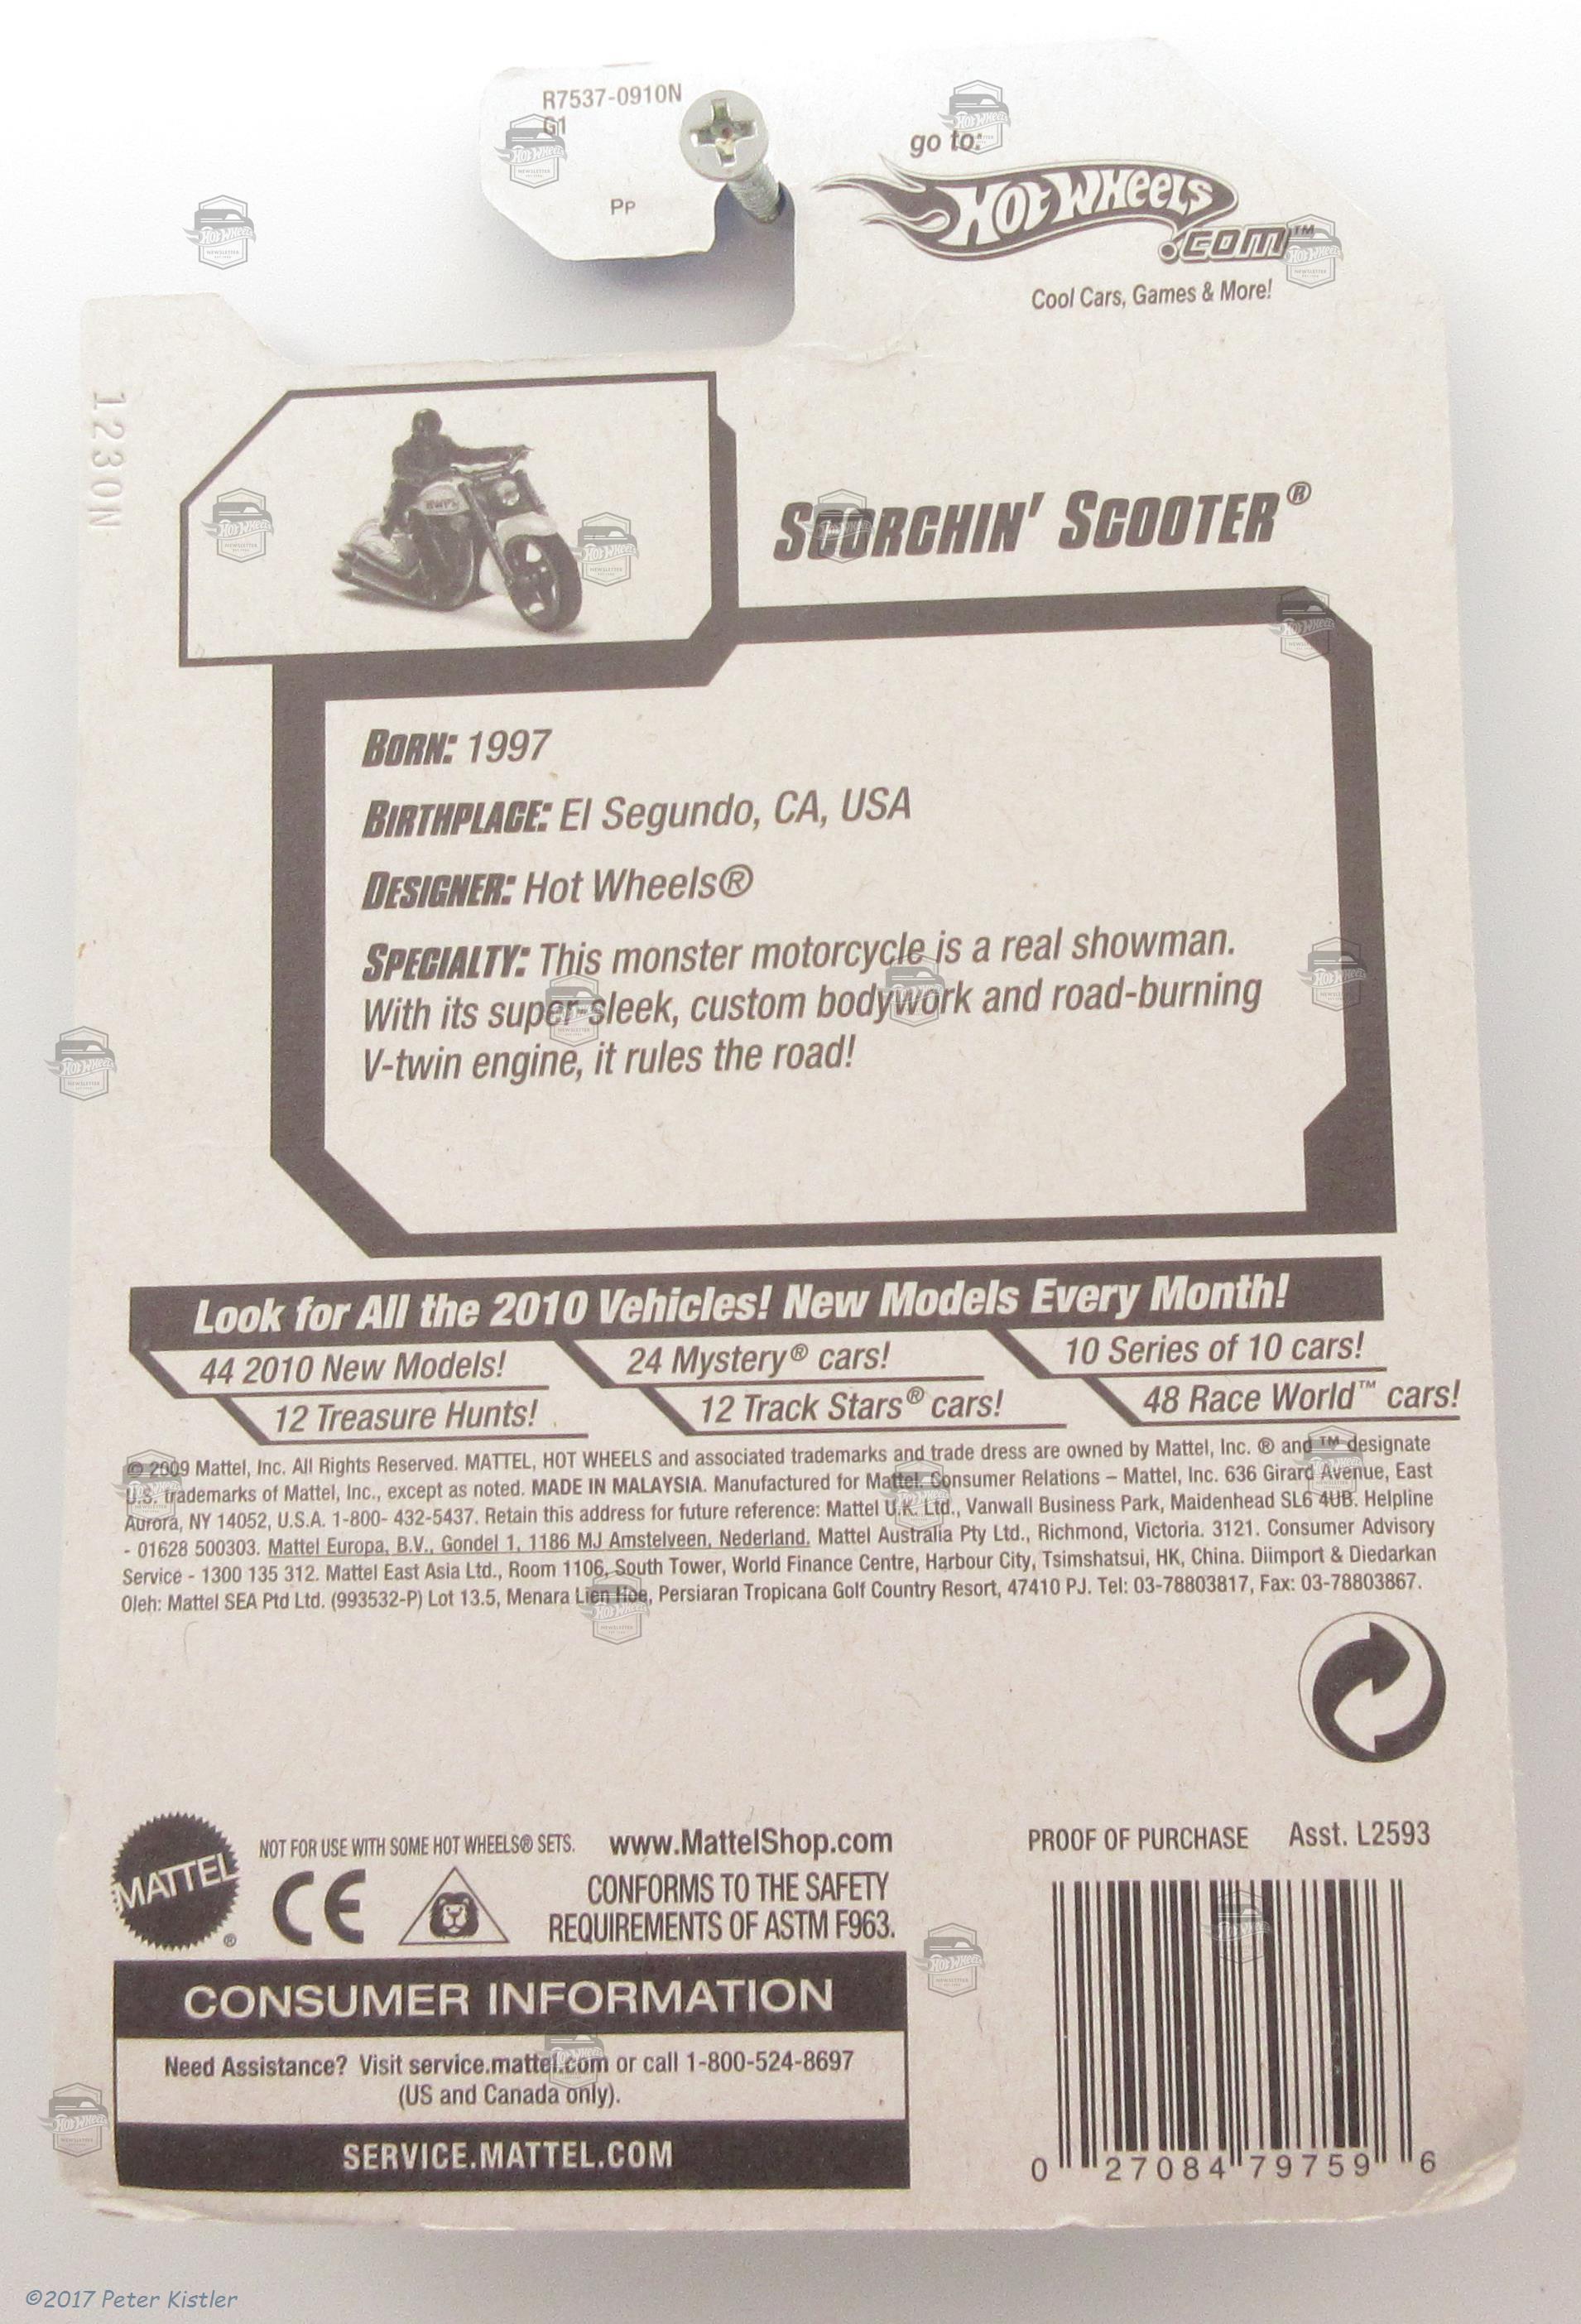 R7537-0910N
G1
PP
go to:
Hot Wheels
.COM™
Cool Cars, Games & More!
1230N
SCORCHIN' SCOOTER®
BORN: 1997
BIRTHPLACE: El Segundo, CA, USA
DESIGNER: Hot Wheels®
SPECIALTY: This monster motorcycle is a real showman.
With its super-sleek, custom bodywork and road-burning
V-twin engine, it rules the road!
Look for All the 2010 Vehicles! New Models Every Month!
44 2010 New Models!
24 Mystery® cars!
10 Series of 10 cars!
12 Treasure Hunts!
12 Track Stars® cars!
48 Race World™ cars!
© 2009 Mattel, Inc. All Rights Reserved. MATTEL, HOT WHEELS and associated trademarks and trade dress are owned by Mattel, Inc. ® and ™ designate
U.S. trademarks of Mattel, Inc., except as noted. MADE IN MALAYSIA. Manufactured for Mattel. Consumer Relations – Mattel, Inc. 636 Girard Avenue, East
Aurora, NY 14052, U.S.A. 1-800- 432-5437. Retain this address for future reference: Mattel U.K. Ltd., Vanwall Business Park, Maidenhead SL6 4UB. Helpline
- 01628 500303. Mattel Europa, B.V., Gondel 1, 1186 MJ Amstelveen, Nederland. Mattel Australia Pty Ltd., Richmond, Victoria. 3121. Consumer Advisory
Service - 1300 135 312. Mattel East Asia Ltd., Room 1106, South Tower, World Finance Centre, Harbour City, Tsimshatsui, HK, China. Diimport & Diedarkan
Oleh: Mattel SEA Ptd Ltd. (993532-P) Lot 13.5, Menara Lien Hoe, Persiaran Tropicana Golf Country Resort, 47410 PJ. Tel: 03-78803817, Fax: 03-78803867.
MATTEL®
NOT FOR USE WITH SOME HOT WHEELS® SETS.
www.MattelShop.com
CE
CONFORMS TO THE SAFETY
REQUIREMENTS OF ASTM F963.
PROOF OF PURCHASE
Asst. L2593
CONSUMER INFORMATION
Need Assistance? Visit service.mattel.com or call 1-800-524-8697
(US and Canada only).
SERVICE.MATTEL.COM
0 27084 79759 6
©2017 Peter Kistler